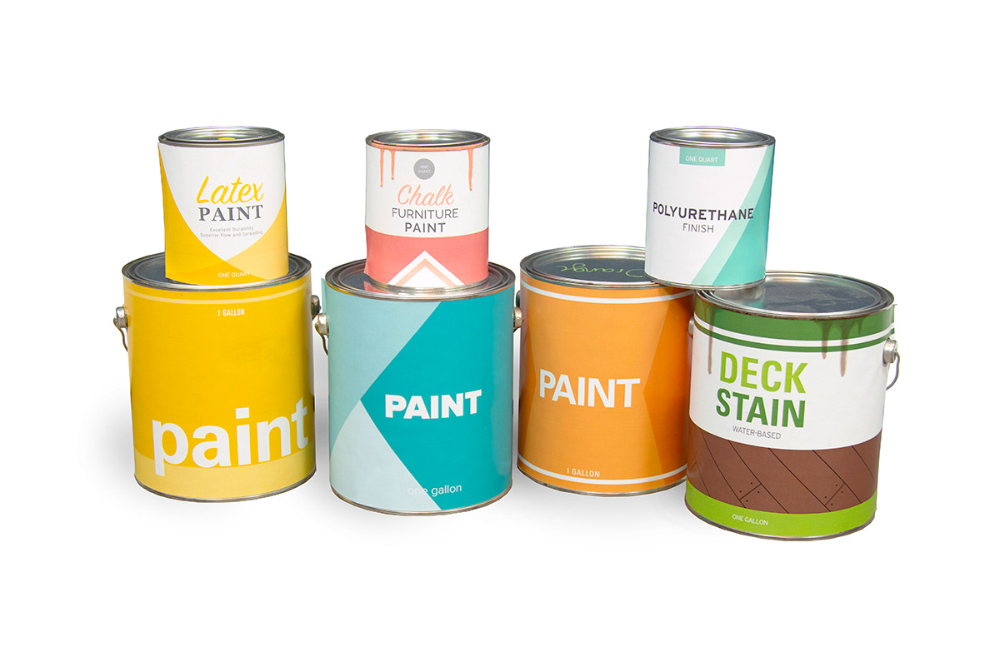 Latex
PAINT
Excellent Durability
Superior Flow and Spreading
ONE QUART
ONE
QUART
Chalk
FURNITURE
PAINT
ONE QUART
POLYURETHANE
FINISH
1 GALLON
paint
PAINT
one gallon
Orange
PAINT
1 GALLON
DECK
STAIN
WATER-BASED
ONE GALLON